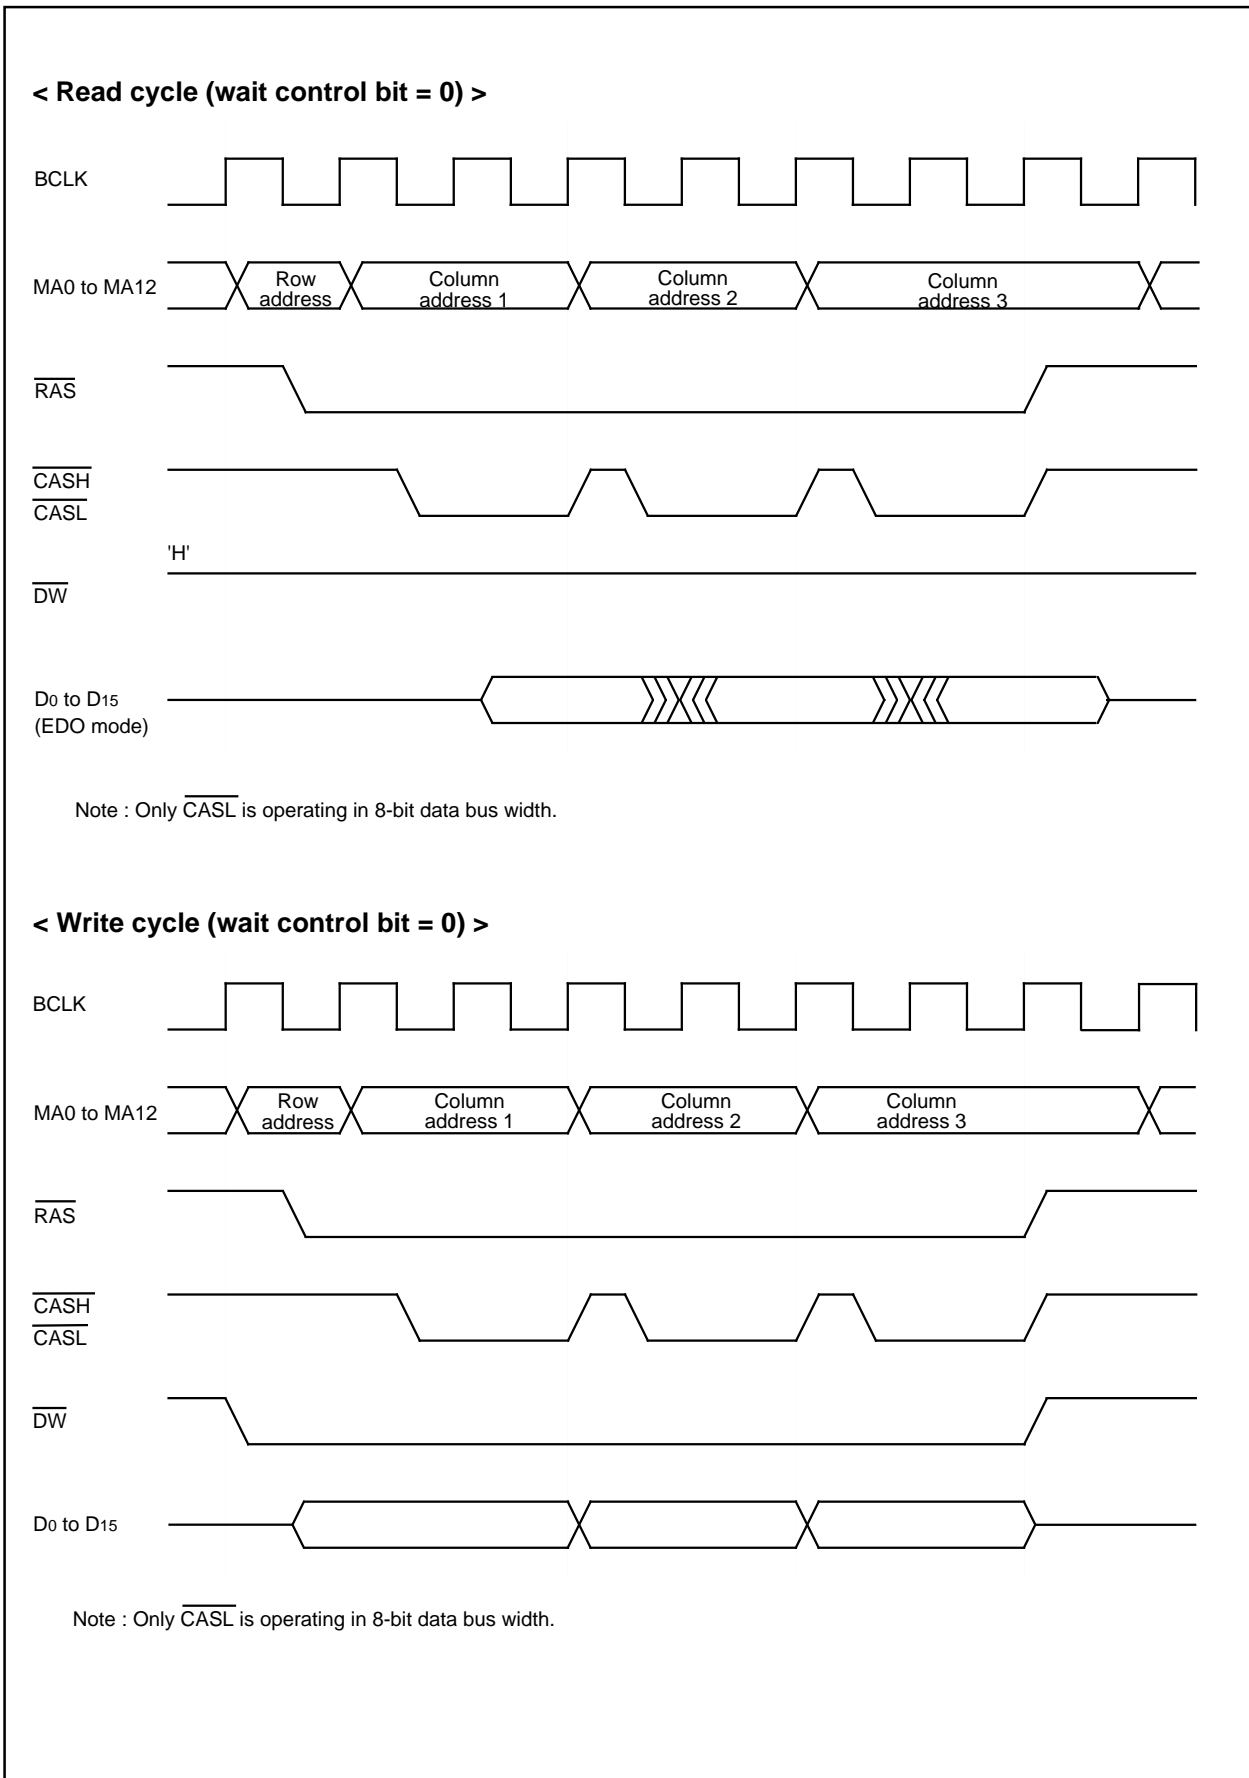 < Read cycle (wait control bit = 0) >
BCLK
MA0 to MA12
Row
address
Column
address 1
Column
address 2
Column
address 3
RAS
CASH
CASL
'H'
DW
D0 to D15
(EDO mode)
Note : Only CASL is operating in 8-bit data bus width.
< Write cycle (wait control bit = 0) >
BCLK
MA0 to MA12
Row
address
Column
address 1
Column
address 2
Column
address 3
RAS
CASH
CASL
DW
D0 to D15
Note : Only CASL is operating in 8-bit data bus width.